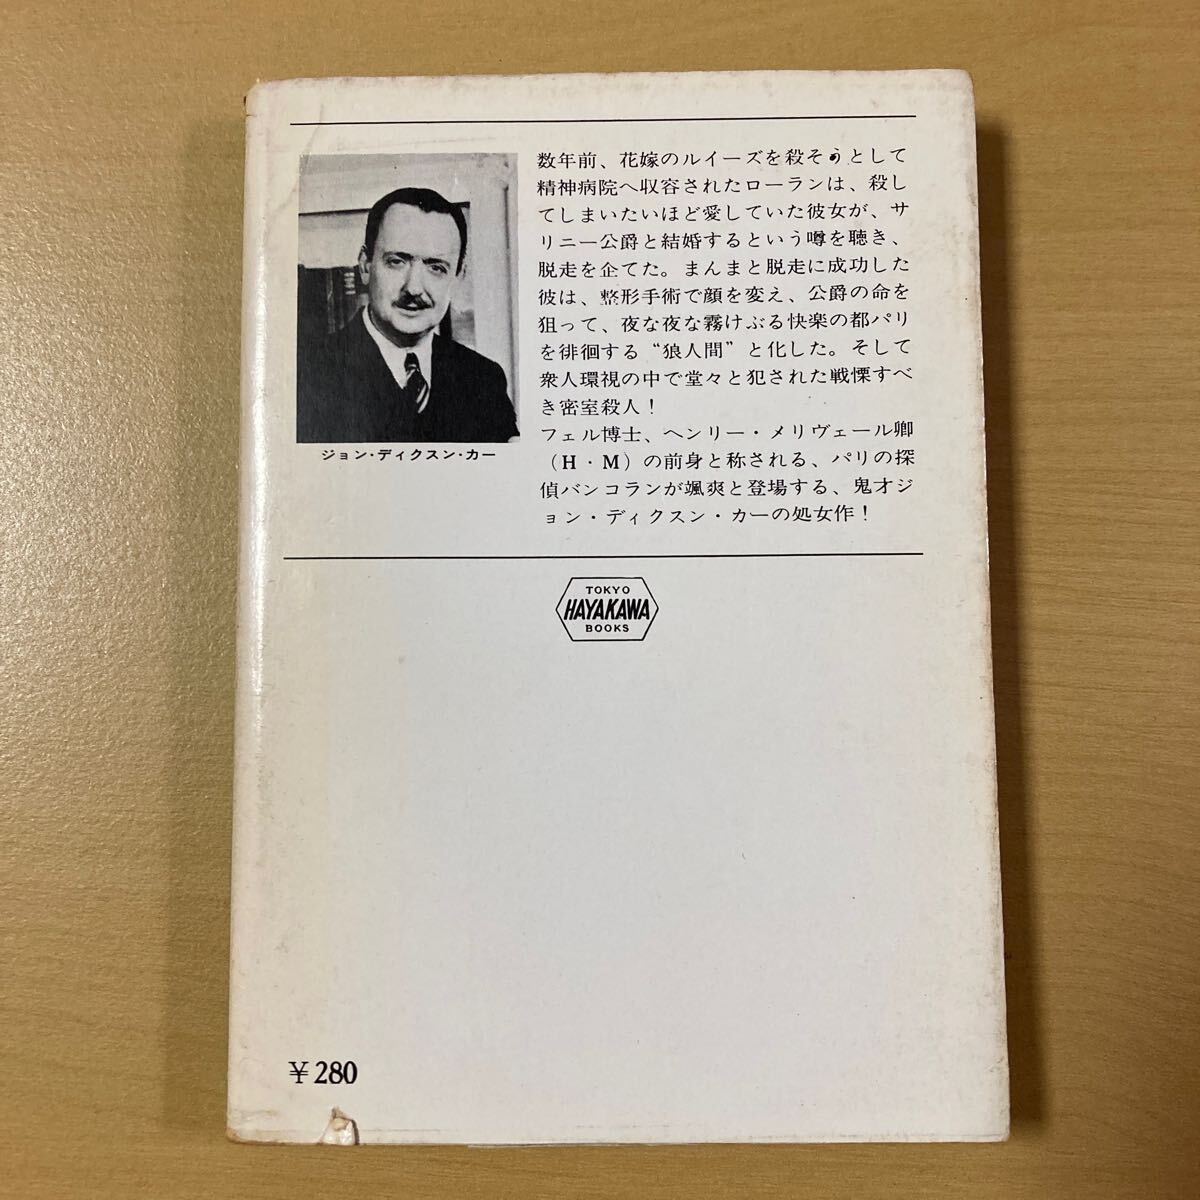 数年前、花嫁のルイーズを殺そうとして
精神病院へ収容されたローランは、殺し
てしまいたいほど愛していた彼女が、サ
リニー公爵と結婚するという噂を聴き、
脱走を企てた。まんまと脱走に成功した
彼は、整形手術で顔を変え、公爵の命を
狙って、夜な夜な霧けぶる快楽の都パリ
を徘徊する“狼人間”と化した。そして
衆人環視の中で堂々と犯された戦慄すべ
き密室殺人！
フェル博士、ヘンリー・メリヴェール卿
（H・M）の前身と称される、パリの探
偵バンコランが颯爽と登場する、鬼才ジ
ョン・ディクスン・カーの処女作！
ジョン・ディクスン・カー
TOKYO
HAYAKAWA
BOOKS
￥280